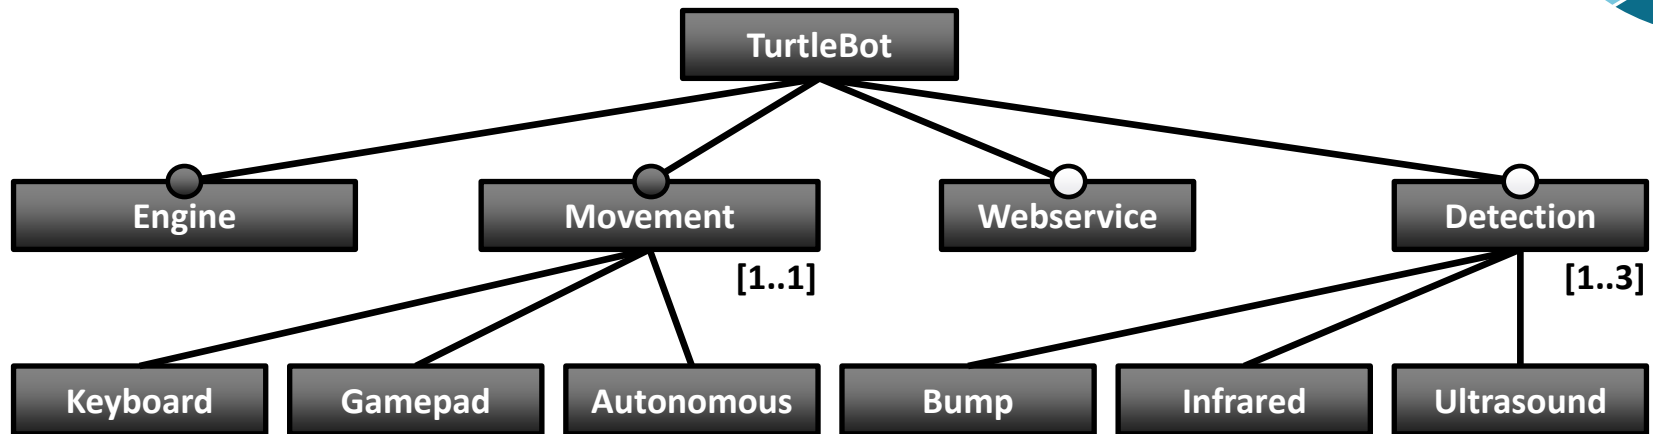 TurtleBot
Engine
Movement
Webservice
Detection
[1..1]
[1..3]
Keyboard
Gamepad
Autonomous
Bump
Infrared
Ultrasound